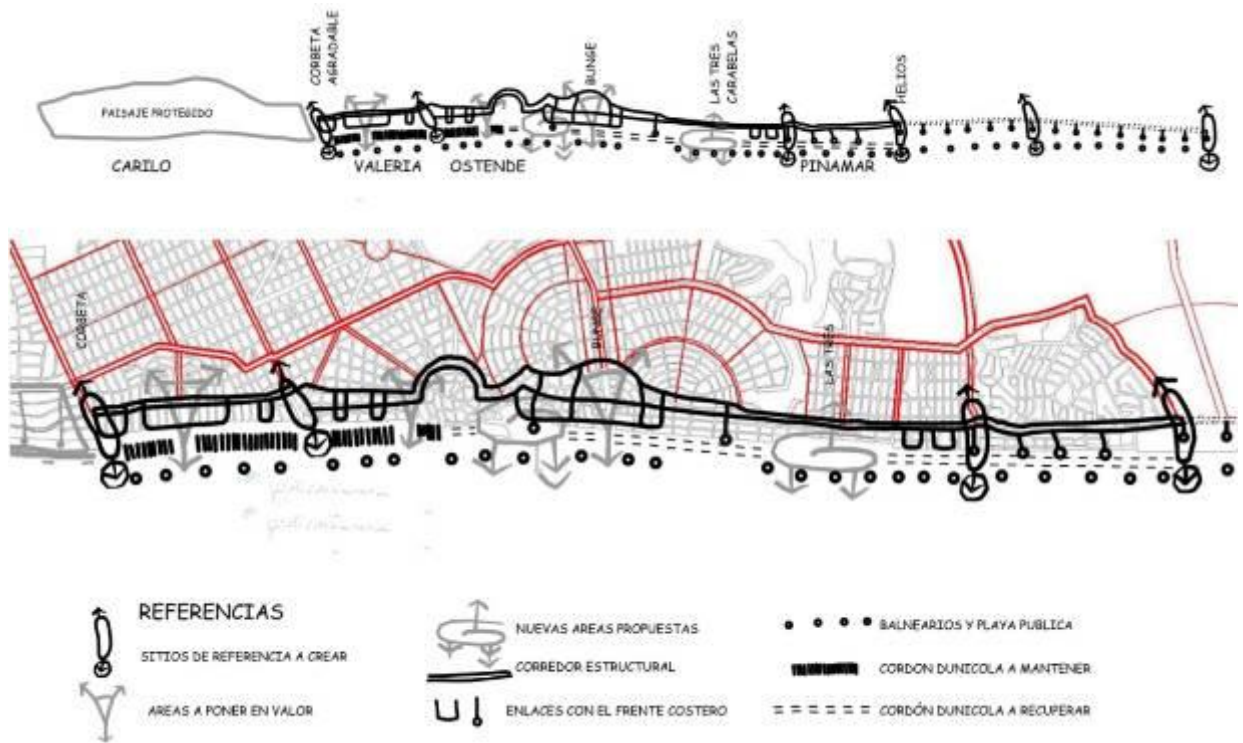 CORBETA
AGRADABLE
BUNGE
LAS TRES
CARABELAS
HELIOS
PAISAJE PROTEGIDO
CARILO
VALERIA
OSTENDE
PINAMAR
CORBETA
BUNGE
LAS TRES
REFERENCIAS
SITIOS DE REFERENCIA A CREAR
AREAS A PONER EN VALOR
NUEVAS AREAS PROPUESTAS
CORREDOR ESTRUCTURAL
ENLACES CON EL FRENTE COSTERO
BALNEARIOS Y PLAYA PUBLICA
CORDON DUNICOLA A MANTENER
CORDÓN DUNICOLA A RECUPERAR